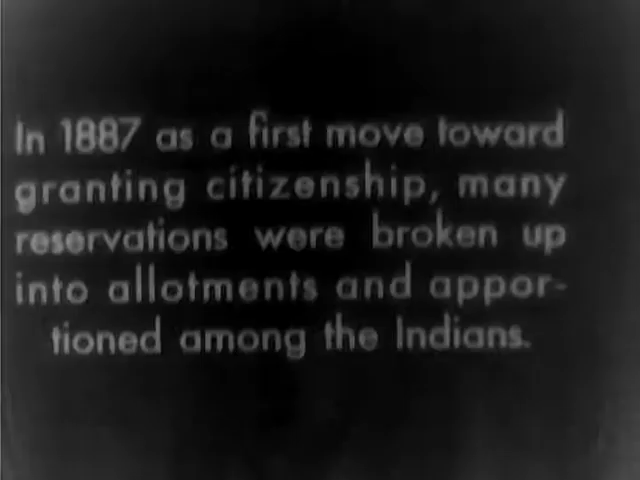 In 1887 as a first move toward
granting citizenship, many
reservations were broken up
into allotments and appor-
tioned among the Indians.